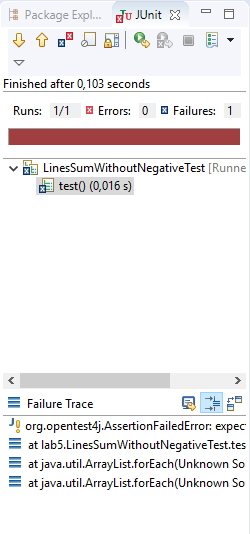 Package Expl...
JUnit
Finished after 0,103 seconds
Runs: 1/1 Errors: 0 Failures: 1
LinesSumWithoutNegativeTest [Runne
test() (0,016 s)
Failure Trace
org.opentest4j.AssertionFailedError: expec
at lab5.LinesSumWithoutNegativeTest.tes
at java.util.ArrayList.forEach(Unknown So
at java.util.ArrayList.forEach(Unknown So